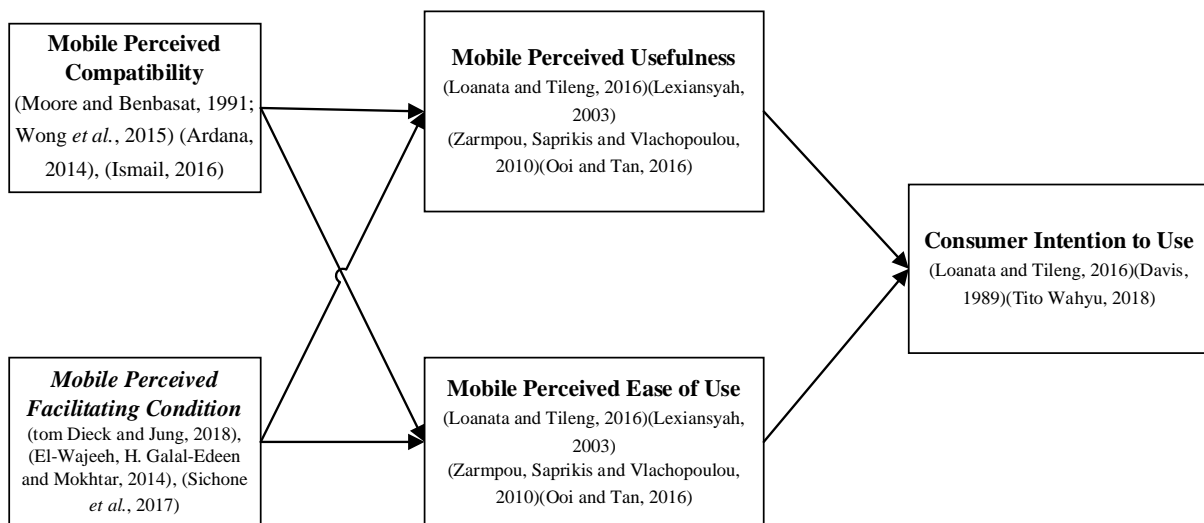 Mobile Perceived
Compatibility
(Moore and Benbasat, 1991;
Wong et al., 2015) (Ardana,
2014), (Ismail, 2016)
Mobile Perceived Usefulness
(Loanata and Tileng, 2016)(Lexiansyah,
2003)
(Zarmpou, Saprikis and Vlachopoulou,
2010)(Ooi and Tan, 2016)
Consumer Intention to Use
(Loanata and Tileng, 2016)(Davis,
1989)(Tito Wahyu, 2018)
Mobile Perceived
Facilitating Condition
(tom Dieck and Jung, 2018),
(El-Wajeeh, H. Galal-Edeen
and Mokhtar, 2014), (Sichone
et al., 2017)
Mobile Perceived Ease of Use
(Loanata and Tileng, 2016)(Lexiansyah,
2003)
(Zarmpou, Saprikis and Vlachopoulou,
2010)(Ooi and Tan, 2016)